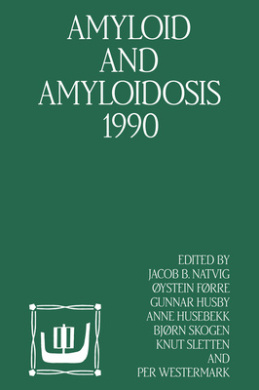 AMYLOID
AND
AMYLOIDOSIS
1990
EDITED BY
JACOB B. NATVIG
ØYSTEIN FØRRE
GUNNAR HUSBY
ANNE HUSEBEKK
BJØRN SKOGEN
KNUT SLETTEN
AND
PER WESTERMARK